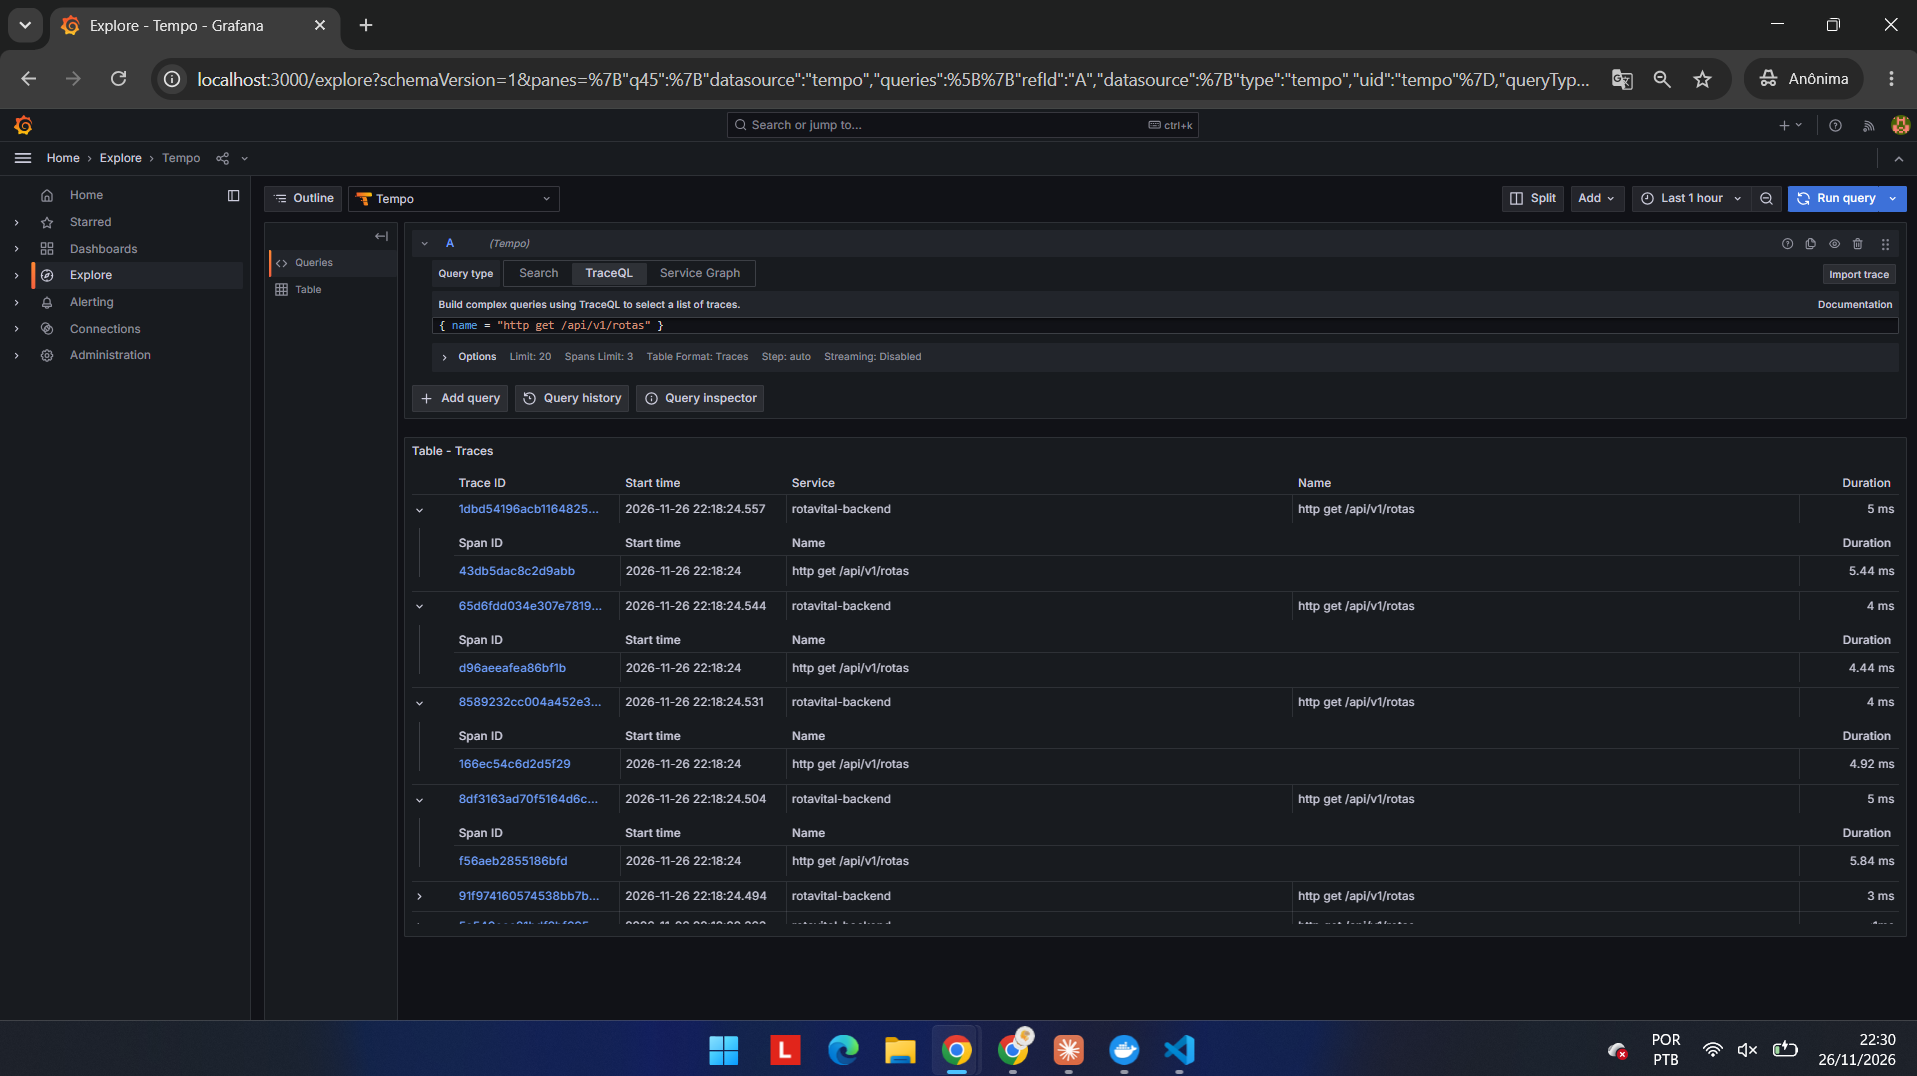 Explore - Tempo - Grafana
localhost:3000/explore?schemaVersion=1&panes=%7B"q45":%7B"datasource":"tempo","queries":%5B%7B"refId":"A","datasource":%7B"type":"tempo","uid":"tempo"%7D,"queryTyp...
Anônima
Search or jump to...
ctrl+k
Home › Explore › Tempo
Home
Starred
Dashboards
Explore
Alerting
Connections
Administration
Outline
Tempo
Split
Add
Last 1 hour
Run query
Queries
Table
A (Tempo)
Query type Search TraceQL Service Graph
Import trace
Build complex queries using TraceQL to select a list of traces.
Documentation
{ name = "http get /api/v1/rotas" }
Options Limit: 20 Spans Limit: 3 Table Format: Traces Step: auto Streaming: Disabled
+ Add query Query history Query inspector
Table - Traces
Trace ID Start time Service Name Duration
1dbd54196acb1164825... 2026-11-26 22:18:24.557 rotavital-backend http get /api/v1/rotas 5 ms
Span ID Start time Name Duration
43db5dac8c2d9abb 2026-11-26 22:18:24 http get /api/v1/rotas 5.44 ms
65d6fdd034e307e7819... 2026-11-26 22:18:24.544 rotavital-backend http get /api/v1/rotas 4 ms
Span ID Start time Name Duration
d96aeeafea86bf1b 2026-11-26 22:18:24 http get /api/v1/rotas 4.44 ms
8589232cc004a452e3... 2026-11-26 22:18:24.531 rotavital-backend http get /api/v1/rotas 4 ms
Span ID Start time Name Duration
166ec54c6d2d5f29 2026-11-26 22:18:24 http get /api/v1/rotas 4.92 ms
8df3163ad70f5164d6c... 2026-11-26 22:18:24.504 rotavital-backend http get /api/v1/rotas 5 ms
Span ID Start time Name Duration
f56aeb2855186bfd 2026-11-26 22:18:24 http get /api/v1/rotas 5.84 ms
91f974160574538bb7b... 2026-11-26 22:18:24.494 rotavital-backend http get /api/v1/rotas 3 ms
L
POR
PTB
22:30
26/11/2026